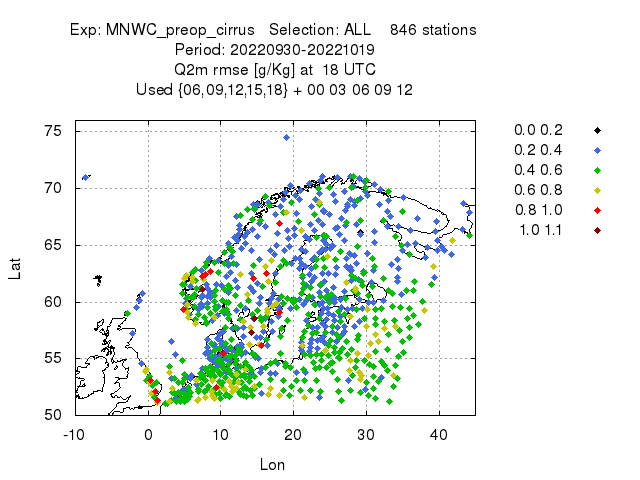 Exp: MNWC_preop_cirrus   Selection: ALL    846 stations
Period: 20220930-20221019
Q2m rmse [g/Kg] at  18 UTC
Used {06,09,12,15,18} + 00 03 06 09 12
75
70
65
60
55
50
-10 0 10 20 30 40
Lat
Lon
0.0 0.2
0.2 0.4
0.4 0.6
0.6 0.8
0.8 1.0
1.0 1.1